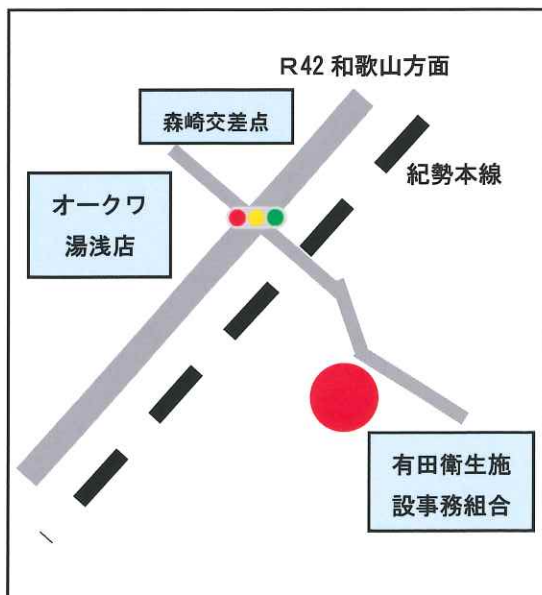 R42 和歌山方面
森崎交差点
紀勢本線
オークワ
湯浅店
有田衛生施
設事務組合